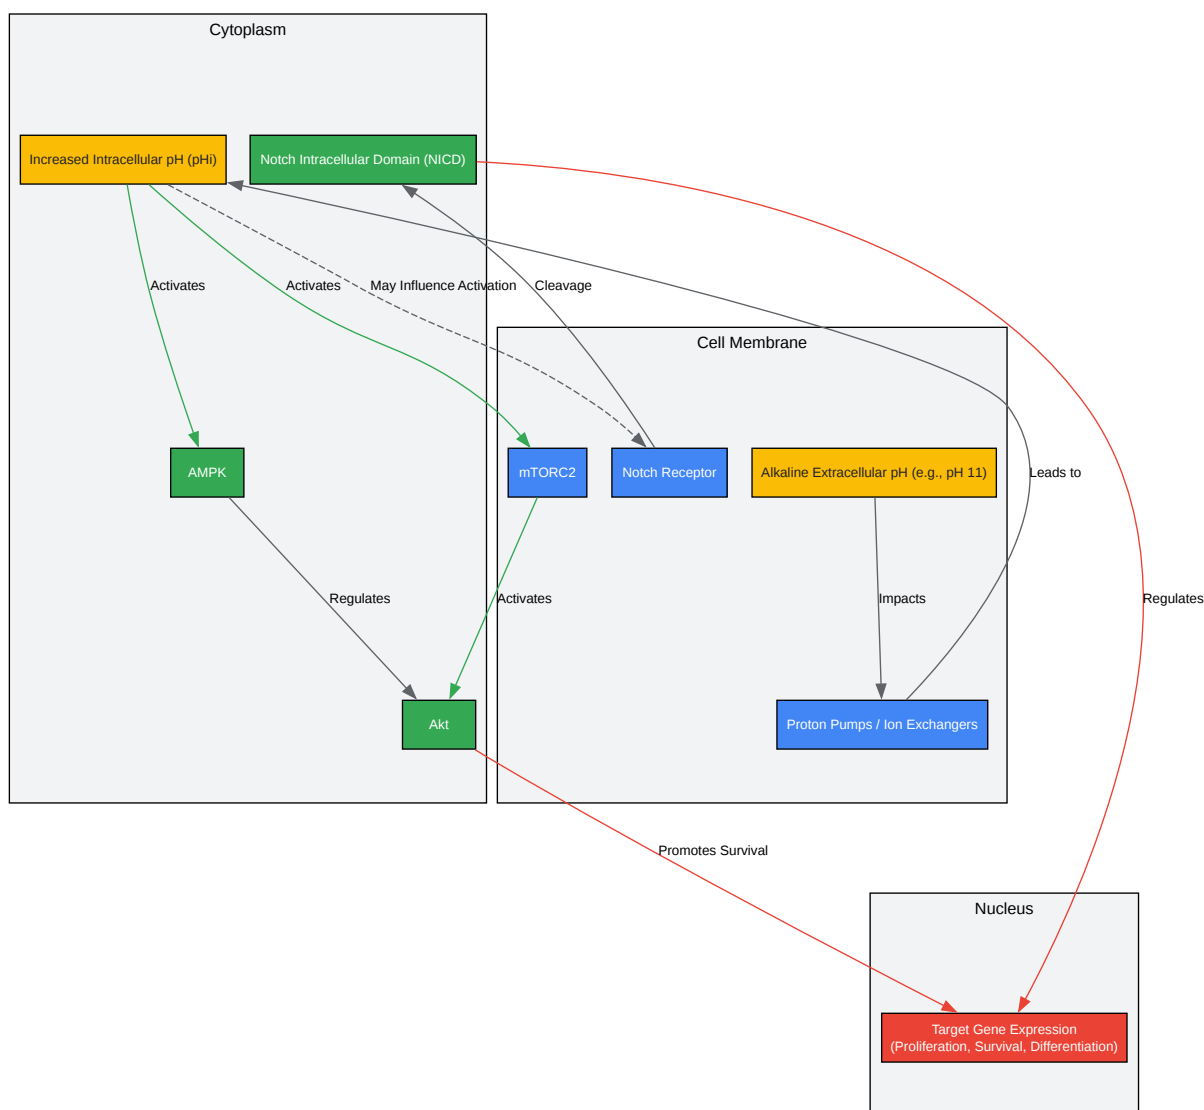 Cytoplasm
Increased Intracellular pH (pHi)
Notch Intracellular Domain (NICD)
Activates
Activates
May Influence Activation
Cleavage
Cell Membrane
AMPK
mTORC2
Notch Receptor
Alkaline Extracellular pH (e.g., pH 11)
Leads to
Regulates
Activates
Impacts
Regulates
Akt
Proton Pumps / Ion Exchangers
Promotes Survival
Nucleus
Target Gene Expression
(Proliferation, Survival, Differentiation)